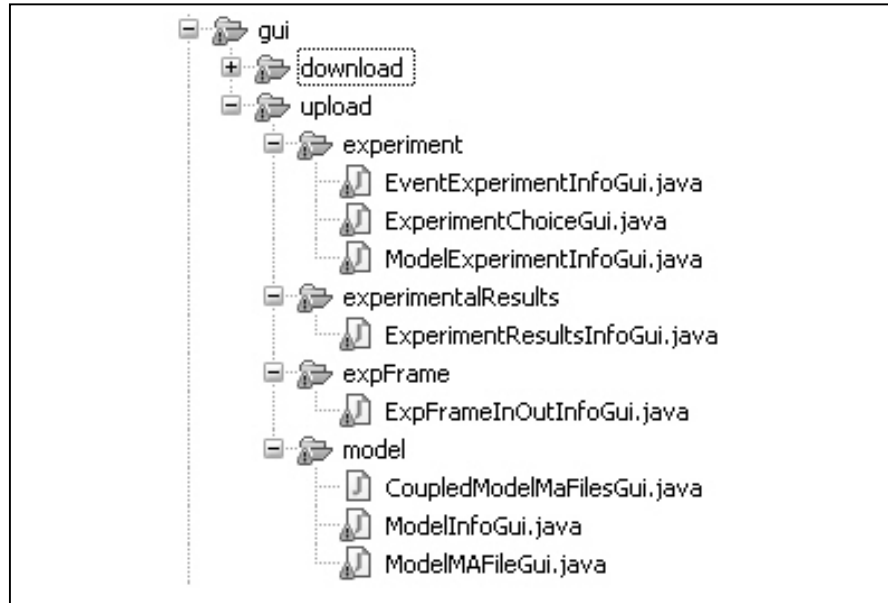 gui
download
upload
experiment
EventExperimentInfoGui.java
ExperimentChoiceGui.java
ModelExperimentInfoGui.java
experimentalResults
ExperimentResultsInfoGui.java
expFrame
ExpFrameInOutInfoGui.java
model
CoupledModelMaFilesGui.java
ModelInfoGui.java
ModelMAFileGui.java